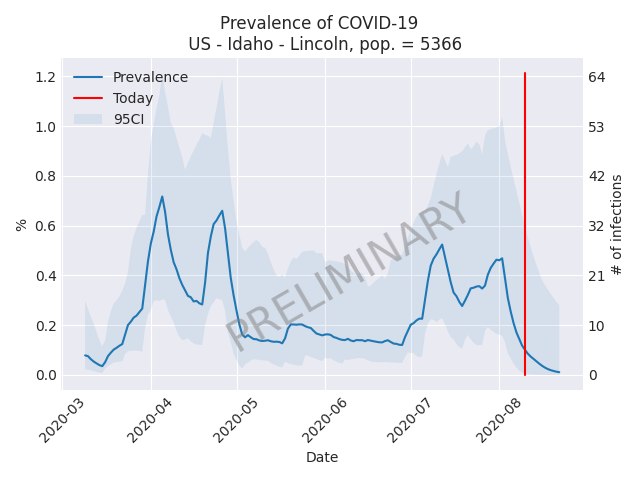 Prevalence of COVID-19
US - Idaho - Lincoln, pop. = 5366
Prevalence
Today
95CI
1.2
1.0
0.8
0.6
0.4
0.2
0.0
%
64
53
42
32
21
10
0
# of infections
PRELIMINARY
2020-03
2020-04
2020-05
2020-06
2020-07
2020-08
Date